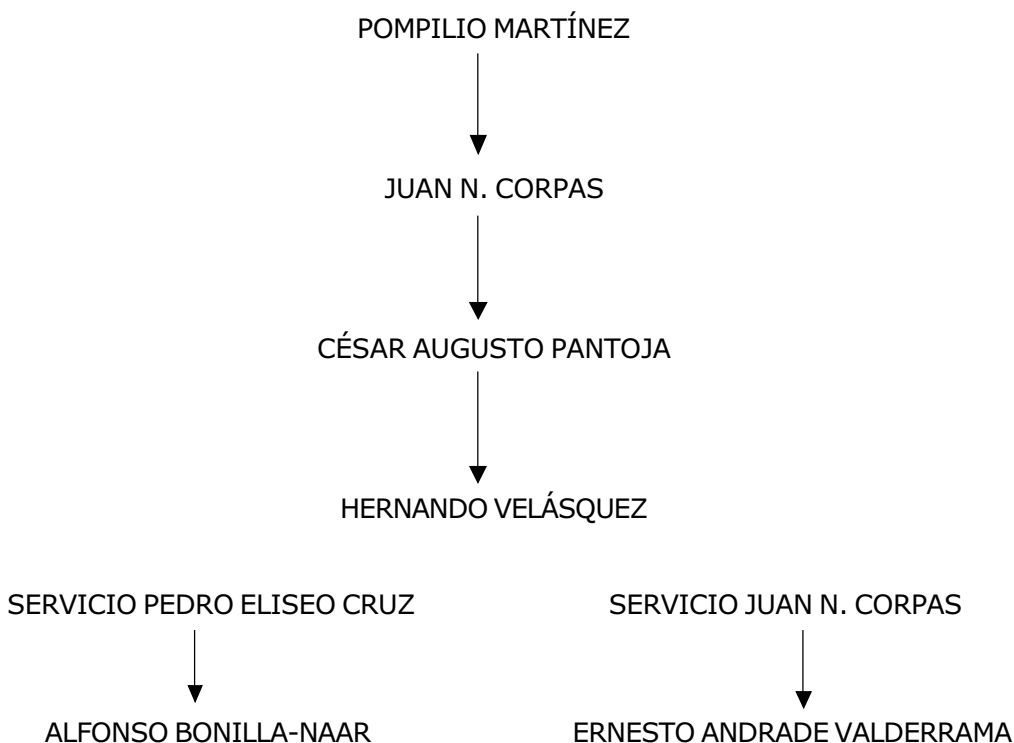 POMPILIO MARTÍNEZ
JUAN N. CORPAS
CÉSAR AUGUSTO PANTOJA
HERNANDO VELÁSQUEZ
SERVICIO PEDRO ELISEO CRUZ
SERVICIO JUAN N. CORPAS
ALFONSO BONILLA-NAAR
ERNESTO ANDRADE VALDERRAMA